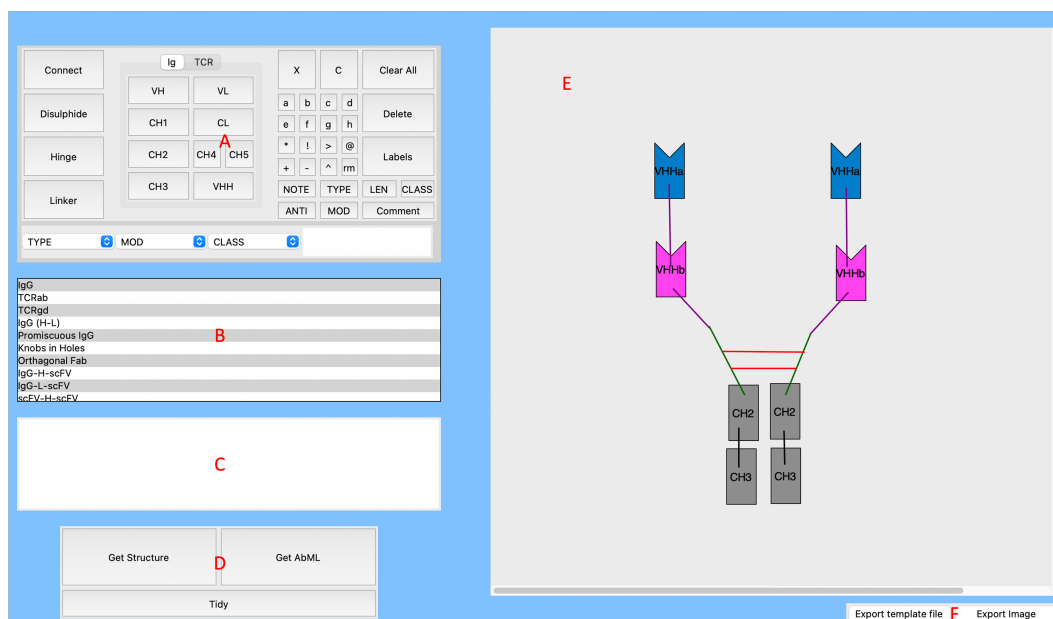 Connect
Disulphide
Hinge
Linker
Ig TCR
VH VL
CH1 CL
A
CH2 CH4 CH5
CH3 VHH
X C Clear All
a b c d
e f g h
Delete
* ! > @
+ - ^ rm
Labels
NOTE TYPE LEN CLASS
ANTI MOD Comment
TYPE MOD CLASS
IgG
TCRab
TCRgd
IgG (H-L)
Promiscuous IgG
B
Knobs in Holes
Orthagonal Fab
IgG-H-scFV
IgG-L-scFV
scFV-H-scFV
C
Get Structure D Get AbML
Tidy
E
VHHa VHHa
VHHb VHHb
CH2 CH2
CH3 CH3
Export template file F Export Image